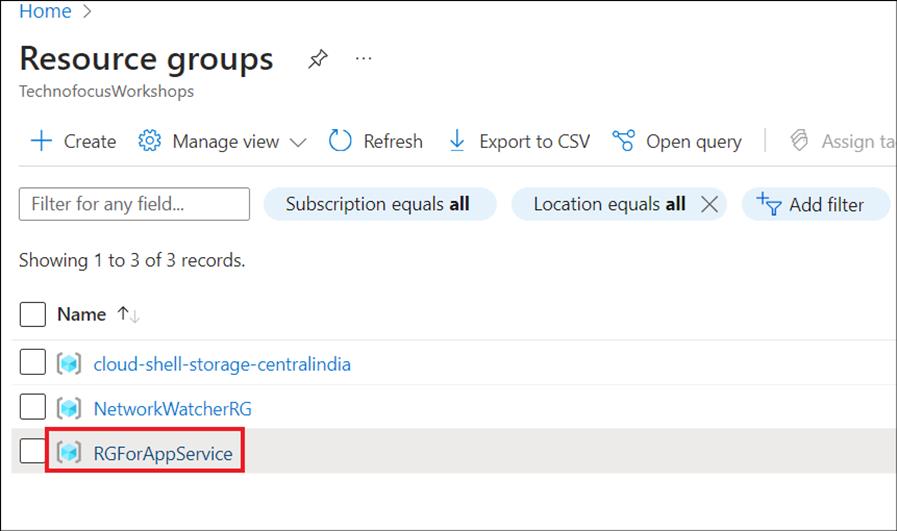 Home
Resource groups
TechnofocusWorkshops
Create Manage view Refresh Export to CSV Open query Assign ta
Filter for any field... Subscription equals all Location equals all Add filter
Showing 1 to 3 of 3 records.
Name
cloud-shell-storage-centralindia
NetworkWatcherRG
RGForAppService